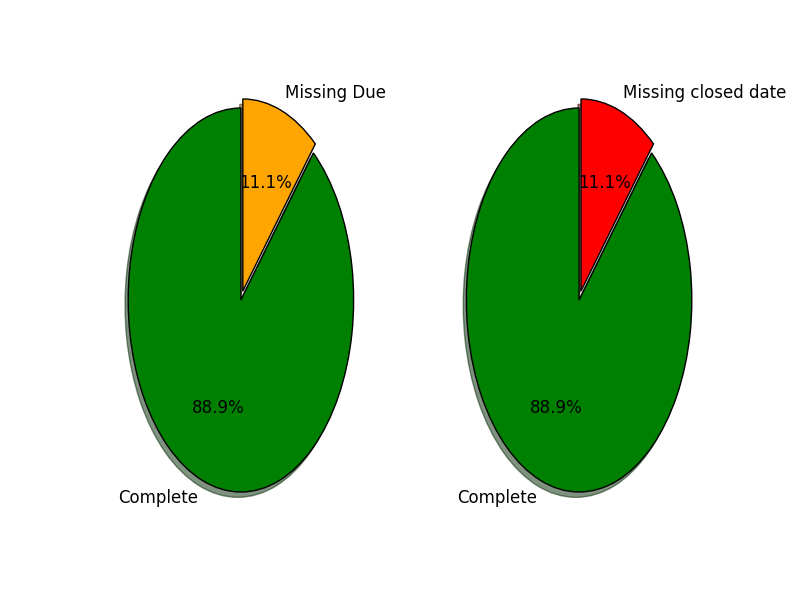 Missing Due
11.1%
88.9%
Complete
Missing closed date
11.1%
88.9%
Complete